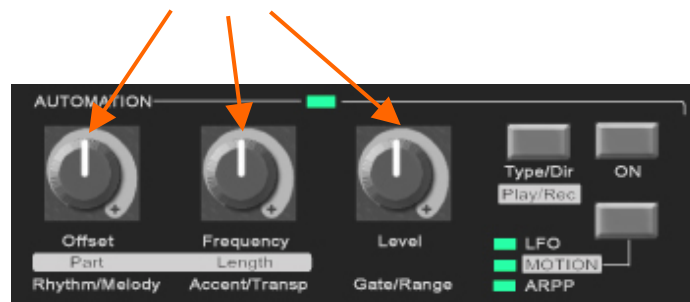 AUTOMATION
Type/Dir ON
Play/Rec
Offset Frequency Level
Part Length
Rhythm/Melody Accent/Transp Gate/Range
LFO
MOTION
ARPP